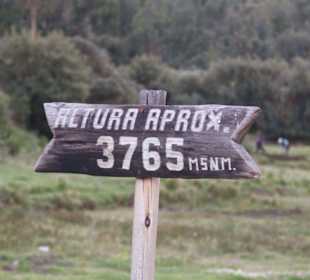 ALTURA APROX.
3765 MSNM.